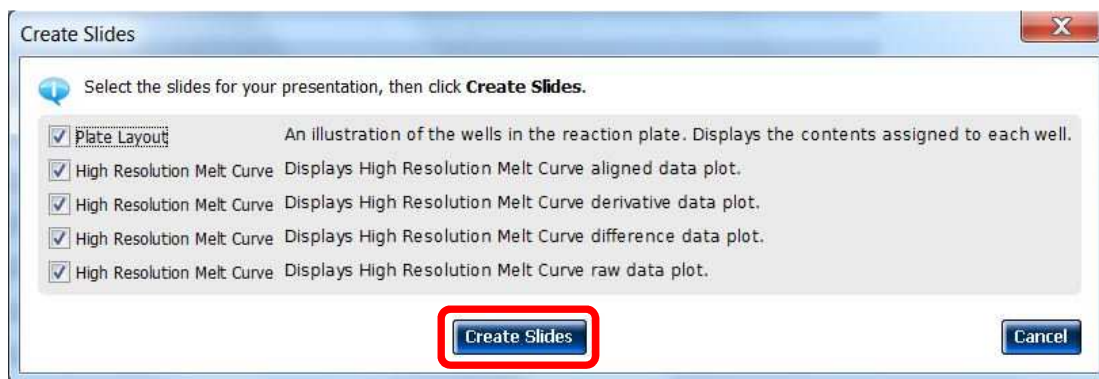 Create Slides
X
Select the slides for your presentation, then click Create Slides.
Plate Layout An illustration of the wells in the reaction plate. Displays the contents assigned to each well.
High Resolution Melt Curve Displays High Resolution Melt Curve aligned data plot.
High Resolution Melt Curve Displays High Resolution Melt Curve derivative data plot.
High Resolution Melt Curve Displays High Resolution Melt Curve difference data plot.
High Resolution Melt Curve Displays High Resolution Melt Curve raw data plot.
Create Slides Cancel